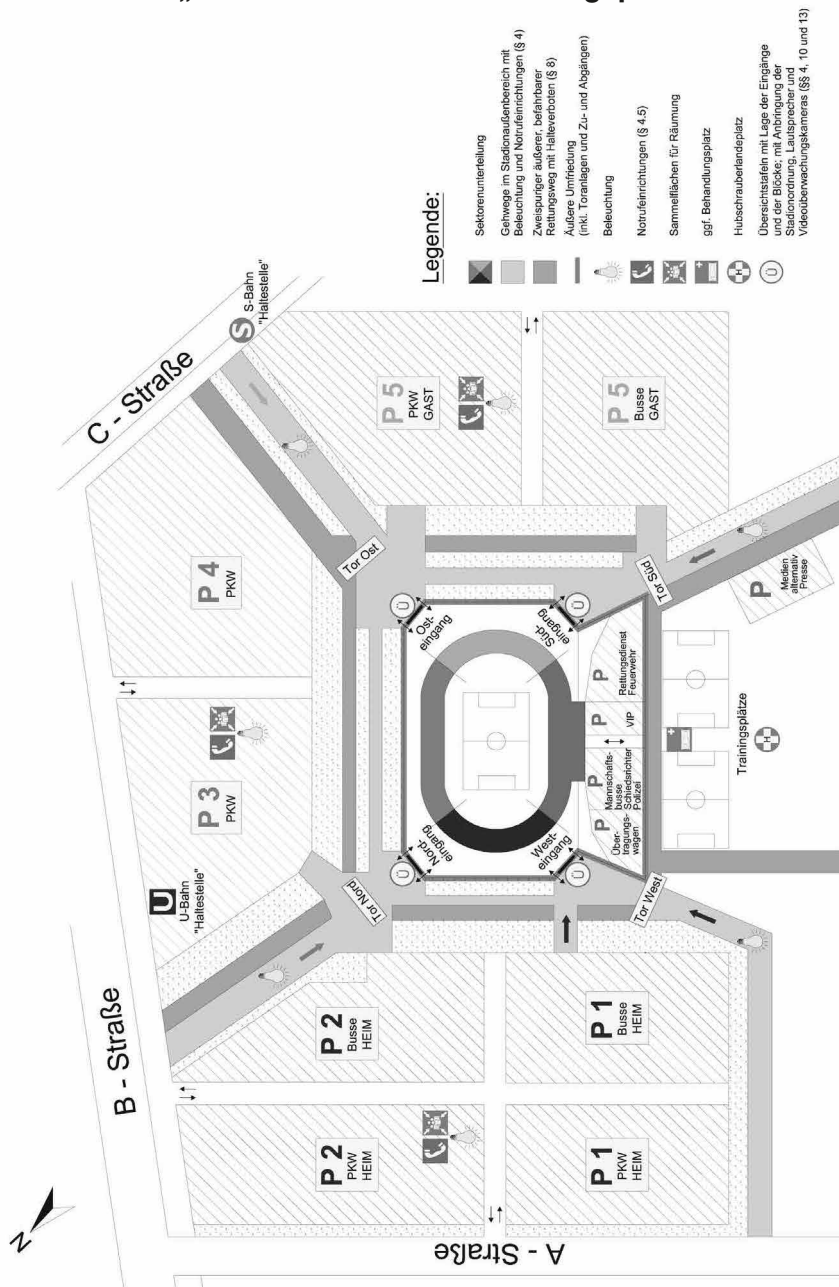 Legende:
Sektorenunterteilung
Gehwege im Stadionaußenbereich mit
Beleuchtung und Notrufeinrichtungen (§ 4)
Zweispuriger äußerer, befahrbarer
Rettungsweg mit Halteverboten (§ 8)
Äußere Umfriedung
(inkl. Toranlagen und Zu- und Abgängen)
Beleuchtung
Notrufeinrichtungen (§ 4.5)
Sammelflächen für Räumung
ggf. Behandlungsplatz
H
Hubschrauberlandeplatz
Ü
Übersichtstafeln mit Lage der Eingänge
und der Blöcke; mit Anbringung der
Stadionordnung, Lautsprecher und
Videoüberwachungskameras (§§ 4, 10 und 13)
N
A - Straße
B - Straße
C - Straße
U
U-Bahn
"Haltestelle"
S
S-Bahn
"Haltestelle"
P 2
PKW
HEIM
P 2
Busse
HEIM
P 1
PKW
HEIM
P 1
Busse
HEIM
P 3
PKW
P 4
PKW
P 5
PKW
GAST
P 5
Busse
GAST
Tor Nord
Tor Ost
Tor West
Tor Süd
Ü
Nord-
eingang
Ü
Ost-
eingang
Ü
West-
eingang
Ü
Süd-
eingang
P
Über-
tragungs-
wagen
P
Mannschafts-
busse
Schiedsrichter
Polizei
P
VIP
P
Rettungsdienst
Feuerwehr
P
Medien
alternativ
Presse
Trainingsplätze
H